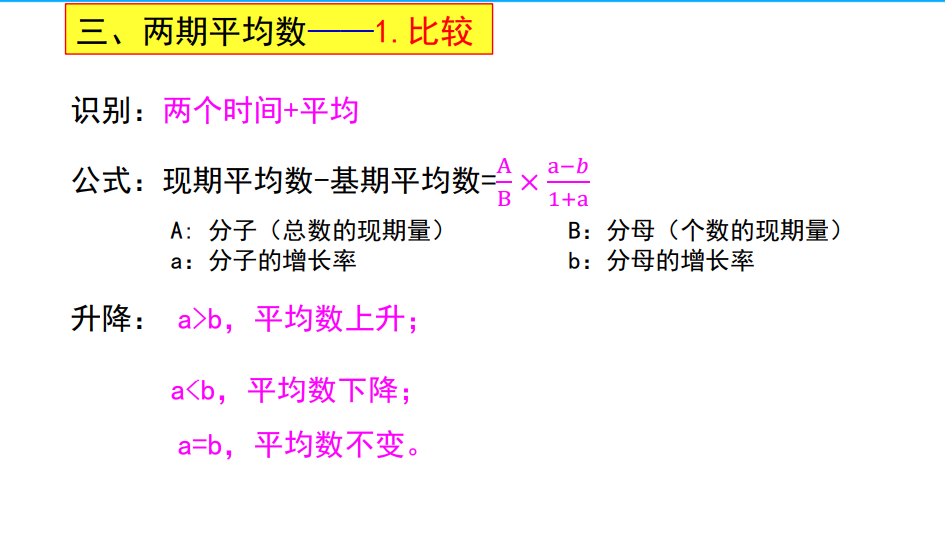 三、两期平均数——1.比较
识别：两个时间+平均
公式：现期平均数-基期平均数=A/B×(a-b)/(1+a)
A: 分子（总数的现期量） B：分母（个数的现期量）
a：分子的增长率 b：分母的增长率
升降： a>b，平均数上升；
a<b，平均数下降；
a=b，平均数不变。